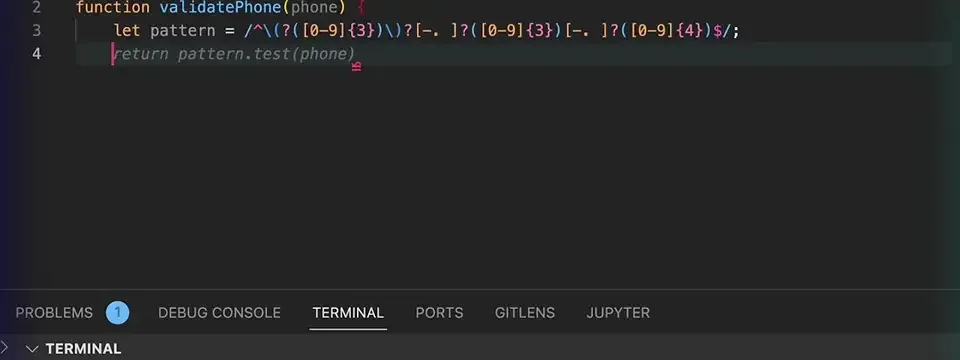 2 function validatePhone(phone) {
3 let pattern = /^\(?([0-9]{3})\)?[-. ]?([0-9]{3})[-. ]?([0-9]{4})$/;
4 return pattern.test(phone)
PROBLEMS 1 DEBUG CONSOLE TERMINAL PORTS GITLENS JUPYTER
TERMINAL